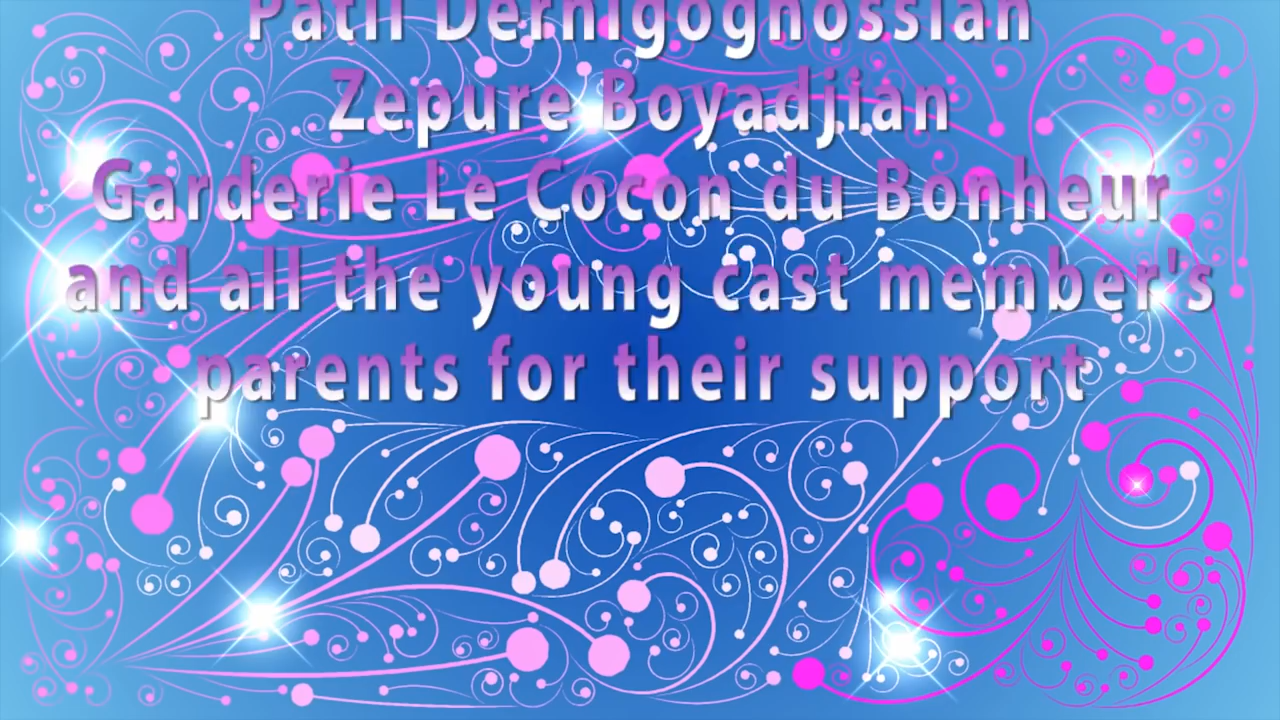 Patil Dernigoghossian
Zepure Boyadjian
Garderie Le Cocon du Bonheur
and all the young cast member's
parents for their support